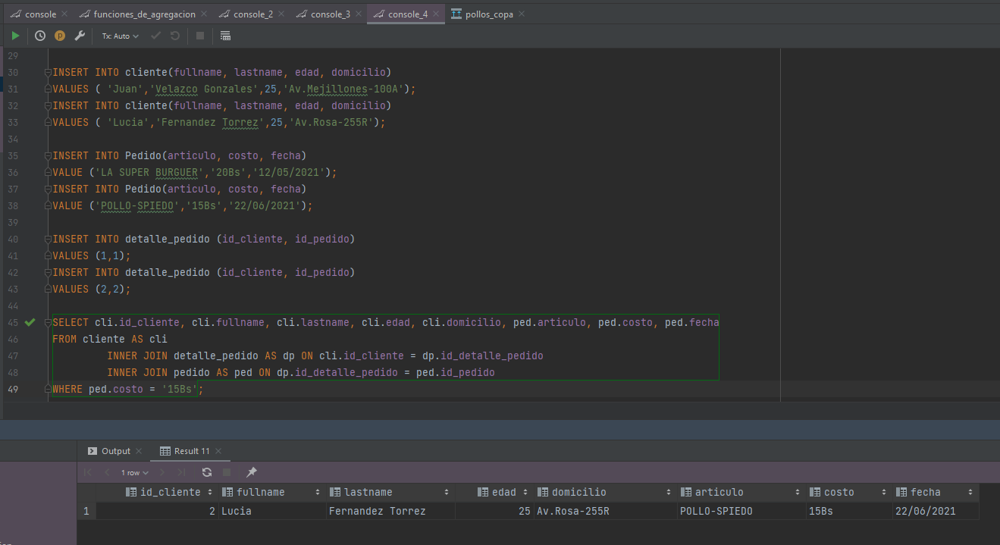 console
funciones_de_agregacion
console_2
console_3
console_4
pollos_copa
Tx: Auto
29
30 INSERT INTO cliente(fullname, lastname, edad, domicilio)
31 VALUES ( 'Juan','Velazco Gonzales',25,'Av.Mejillones-100A');
32 INSERT INTO cliente(fullname, lastname, edad, domicilio)
33 VALUES ( 'Lucia','Fernandez Torrez',25,'Av.Rosa-255R');
34
35 INSERT INTO Pedido(articulo, costo, fecha)
36 VALUE ('LA SUPER BURGUER','20Bs','12/05/2021');
37 INSERT INTO Pedido(articulo, costo, fecha)
38 VALUE ('POLLO-SPIEDO','15Bs','22/06/2021');
39
40 INSERT INTO detalle_pedido (id_cliente, id_pedido)
41 VALUES (1,1);
42 INSERT INTO detalle_pedido (id_cliente, id_pedido)
43 VALUES (2,2);
44
45 SELECT cli.id_cliente, cli.fullname, cli.lastname, cli.edad, cli.domicilio, ped.articulo, ped.costo, ped.fecha
46 FROM cliente AS cli
47 INNER JOIN detalle_pedido AS dp ON cli.id_cliente = dp.id_detalle_pedido
48 INNER JOIN pedido AS ped ON dp.id_detalle_pedido = ped.id_pedido
49 WHERE ped.costo = '15Bs';
Output
Result 11
1 row
id_cliente fullname lastname edad domicilio articulo costo fecha
1 2 Lucia Fernandez Torrez 25 Av.Rosa-255R POLLO-SPIEDO 15Bs 22/06/2021